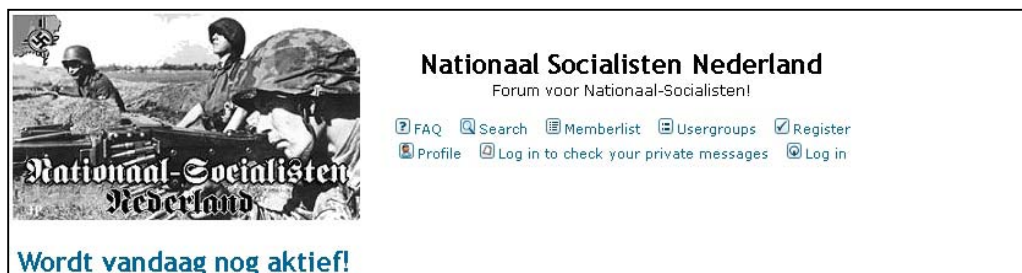 Nationaal Socialisten Nederland
Forum voor Nationaal-Socialisten!
FAQ Search Memberlist Usergroups Register
Profile Log in to check your private messages Log in
Nationaal-Socialisten
Nederland
JP
Wordt vandaag nog aktief!